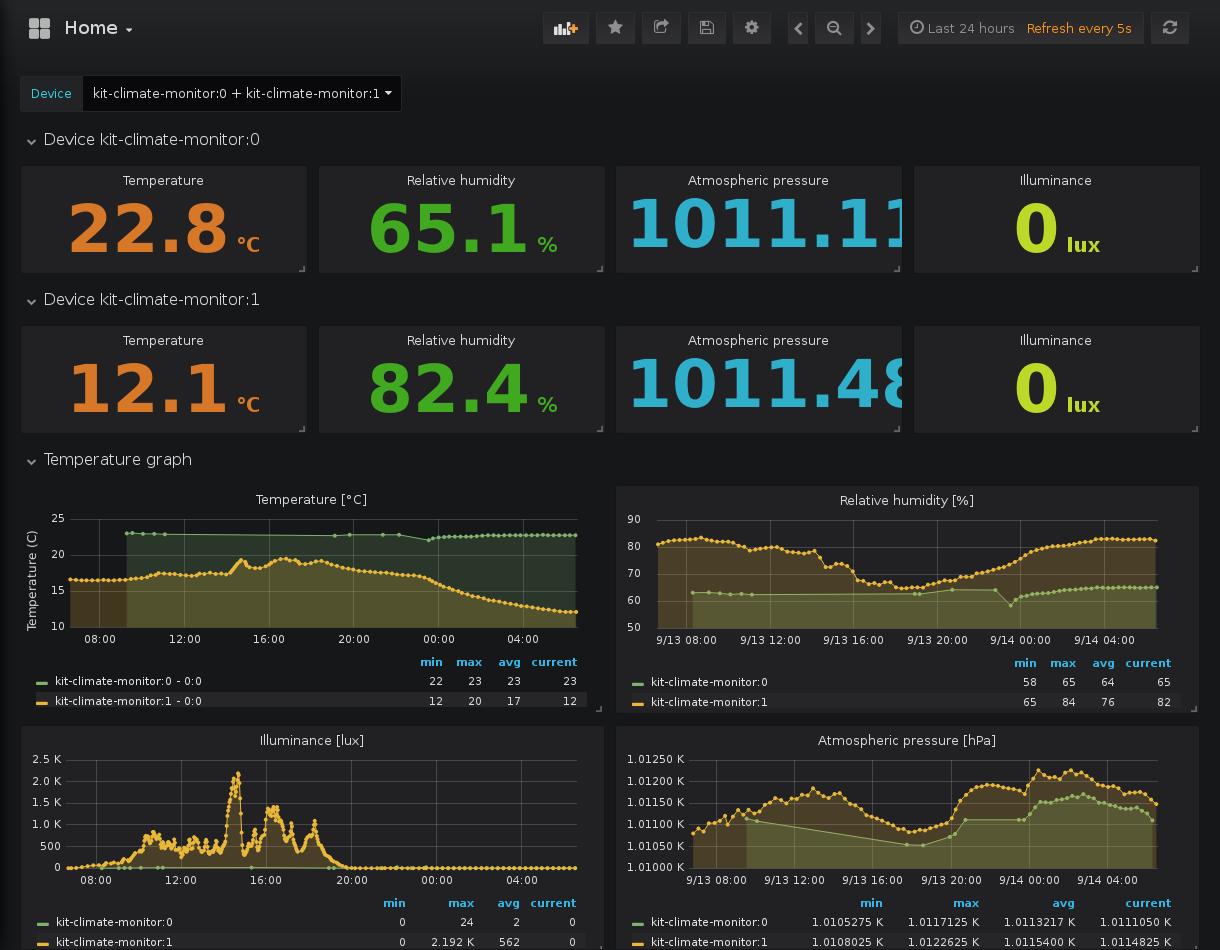 Home
Last 24 hours Refresh every 5s
Device kit-climate-monitor:0 + kit-climate-monitor:1
Device kit-climate-monitor:0
Temperature Relative humidity Atmospheric pressure Illuminance
22.8 °C 65.1 % 1011.11 0 lux
Device kit-climate-monitor:1
Temperature Relative humidity Atmospheric pressure Illuminance
12.1 °C 82.4 % 1011.48 0 lux
Temperature graph
Temperature [°C]
Temperature (C)
25
20
15
10
08:00 12:00 16:00 20:00 00:00 04:00
min max avg current
kit-climate-monitor:0 - 0:0 22 23 23 23
kit-climate-monitor:1 - 0:0 12 20 17 12
Relative humidity [%]
90
80
70
60
50
9/13 08:00 9/13 12:00 9/13 16:00 9/13 20:00 9/14 00:00 9/14 04:00
min max avg current
kit-climate-monitor:0 58 65 64 65
kit-climate-monitor:1 65 84 76 82
Illuminance [lux]
2.5 K
2.0 K
1.5 K
1.0 K
500
0
08:00 12:00 16:00 20:00 00:00 04:00
min max avg current
kit-climate-monitor:0 0 24 2 0
kit-climate-monitor:1 0 2.192 K 562 0
Atmospheric pressure [hPa]
1.01250 K
1.01200 K
1.01150 K
1.01100 K
1.01050 K
1.01000 K
9/13 08:00 9/13 12:00 9/13 16:00 9/13 20:00 9/14 00:00 9/14 04:00
min max avg current
kit-climate-monitor:0 1.0105275 K 1.0117125 K 1.0113217 K 1.0111050 K
kit-climate-monitor:1 1.0108025 K 1.0122625 K 1.0115400 K 1.0114825 K